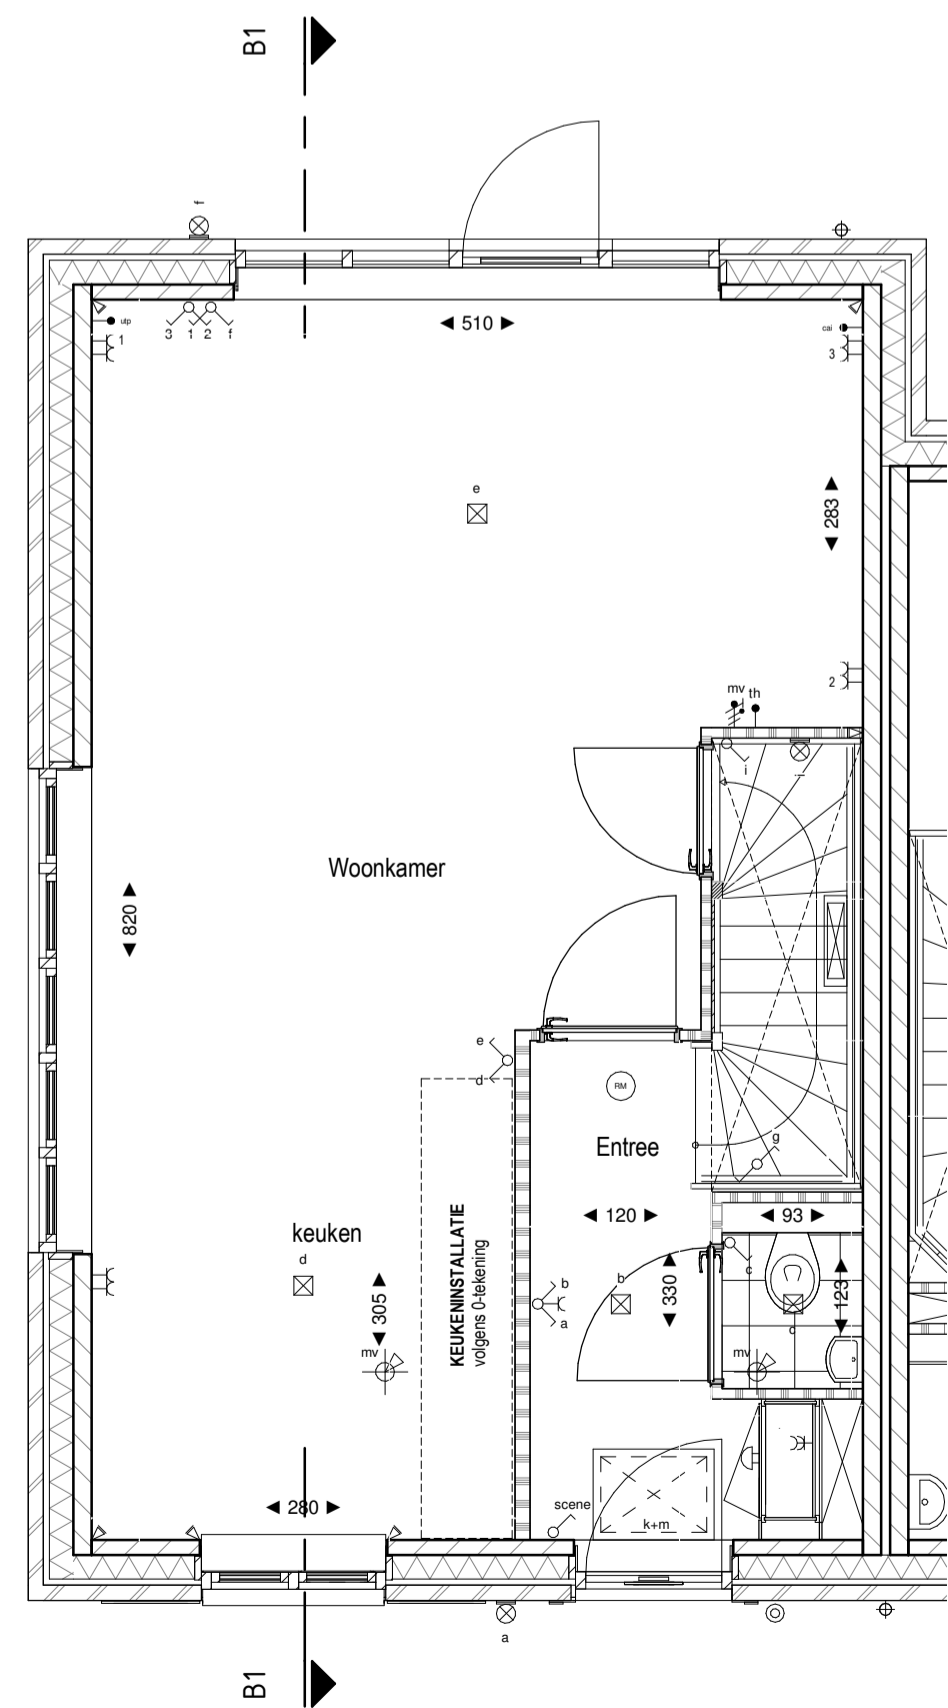 B1
f
utp
1
3 1 2 f
510
cai
3
e
283
2
mv th
i
i
Woonkamer
820
e
d
RM
Entree
g
KEUKENINSTALLATIE
volgens 0-tekening
120
93
keuken
d
305
mv
b
a
b
330
c
c
123
mv
280
scene
k+m
a
B1